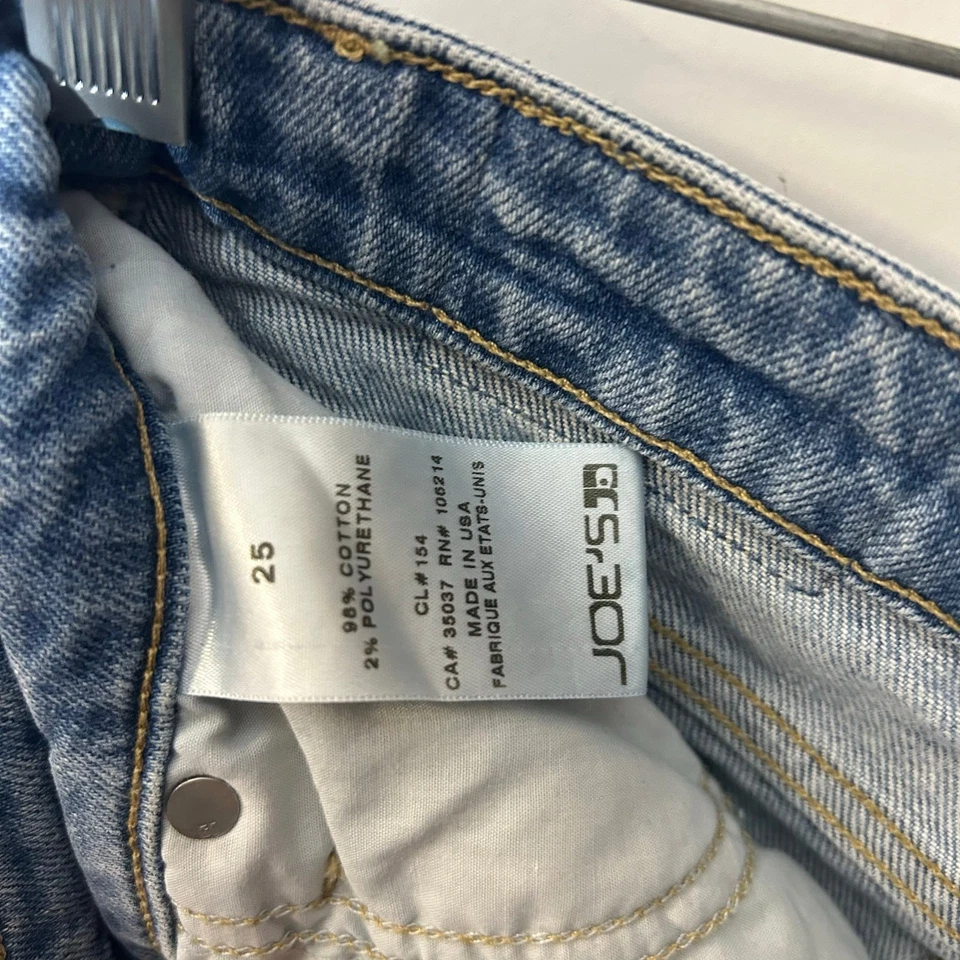 JOE'S
FABRIQUE AUX ETATS-UNIS
MADE IN USA
CA# 35037 RN# 106214
CL#154
2% POLYURETHANE
98% COTTON
25